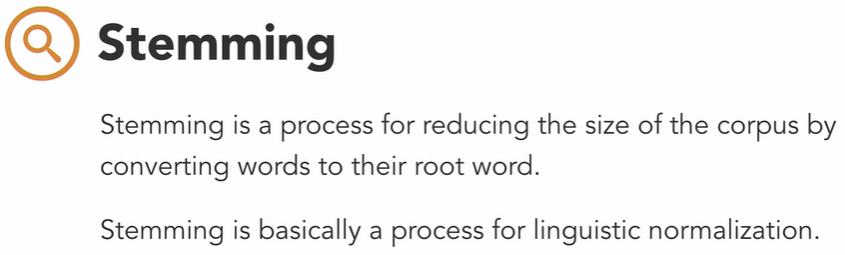 Stemming
Stemming is a process for reducing the size of the corpus by
converting words to their root word.
Stemming is basically a process for linguistic normalization.